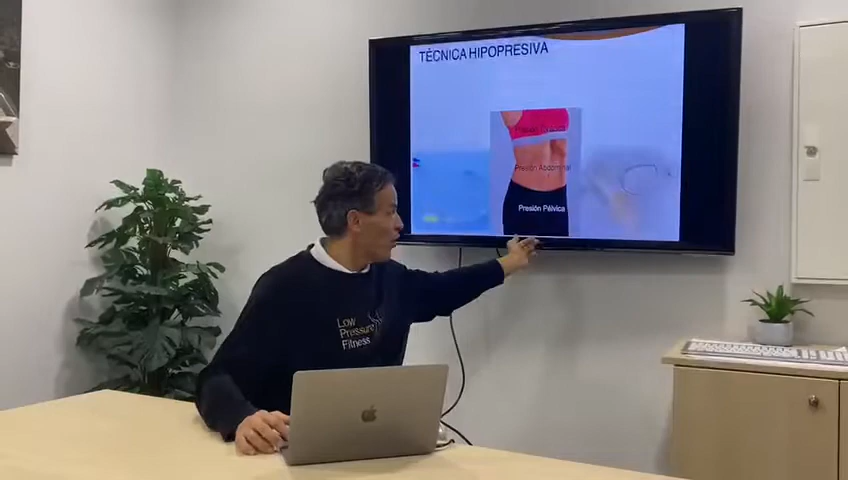 TÉCNICA HIPOPRESIVA
Presión Abdominal
Presión Pélvica
Low
Pressure
Fitness